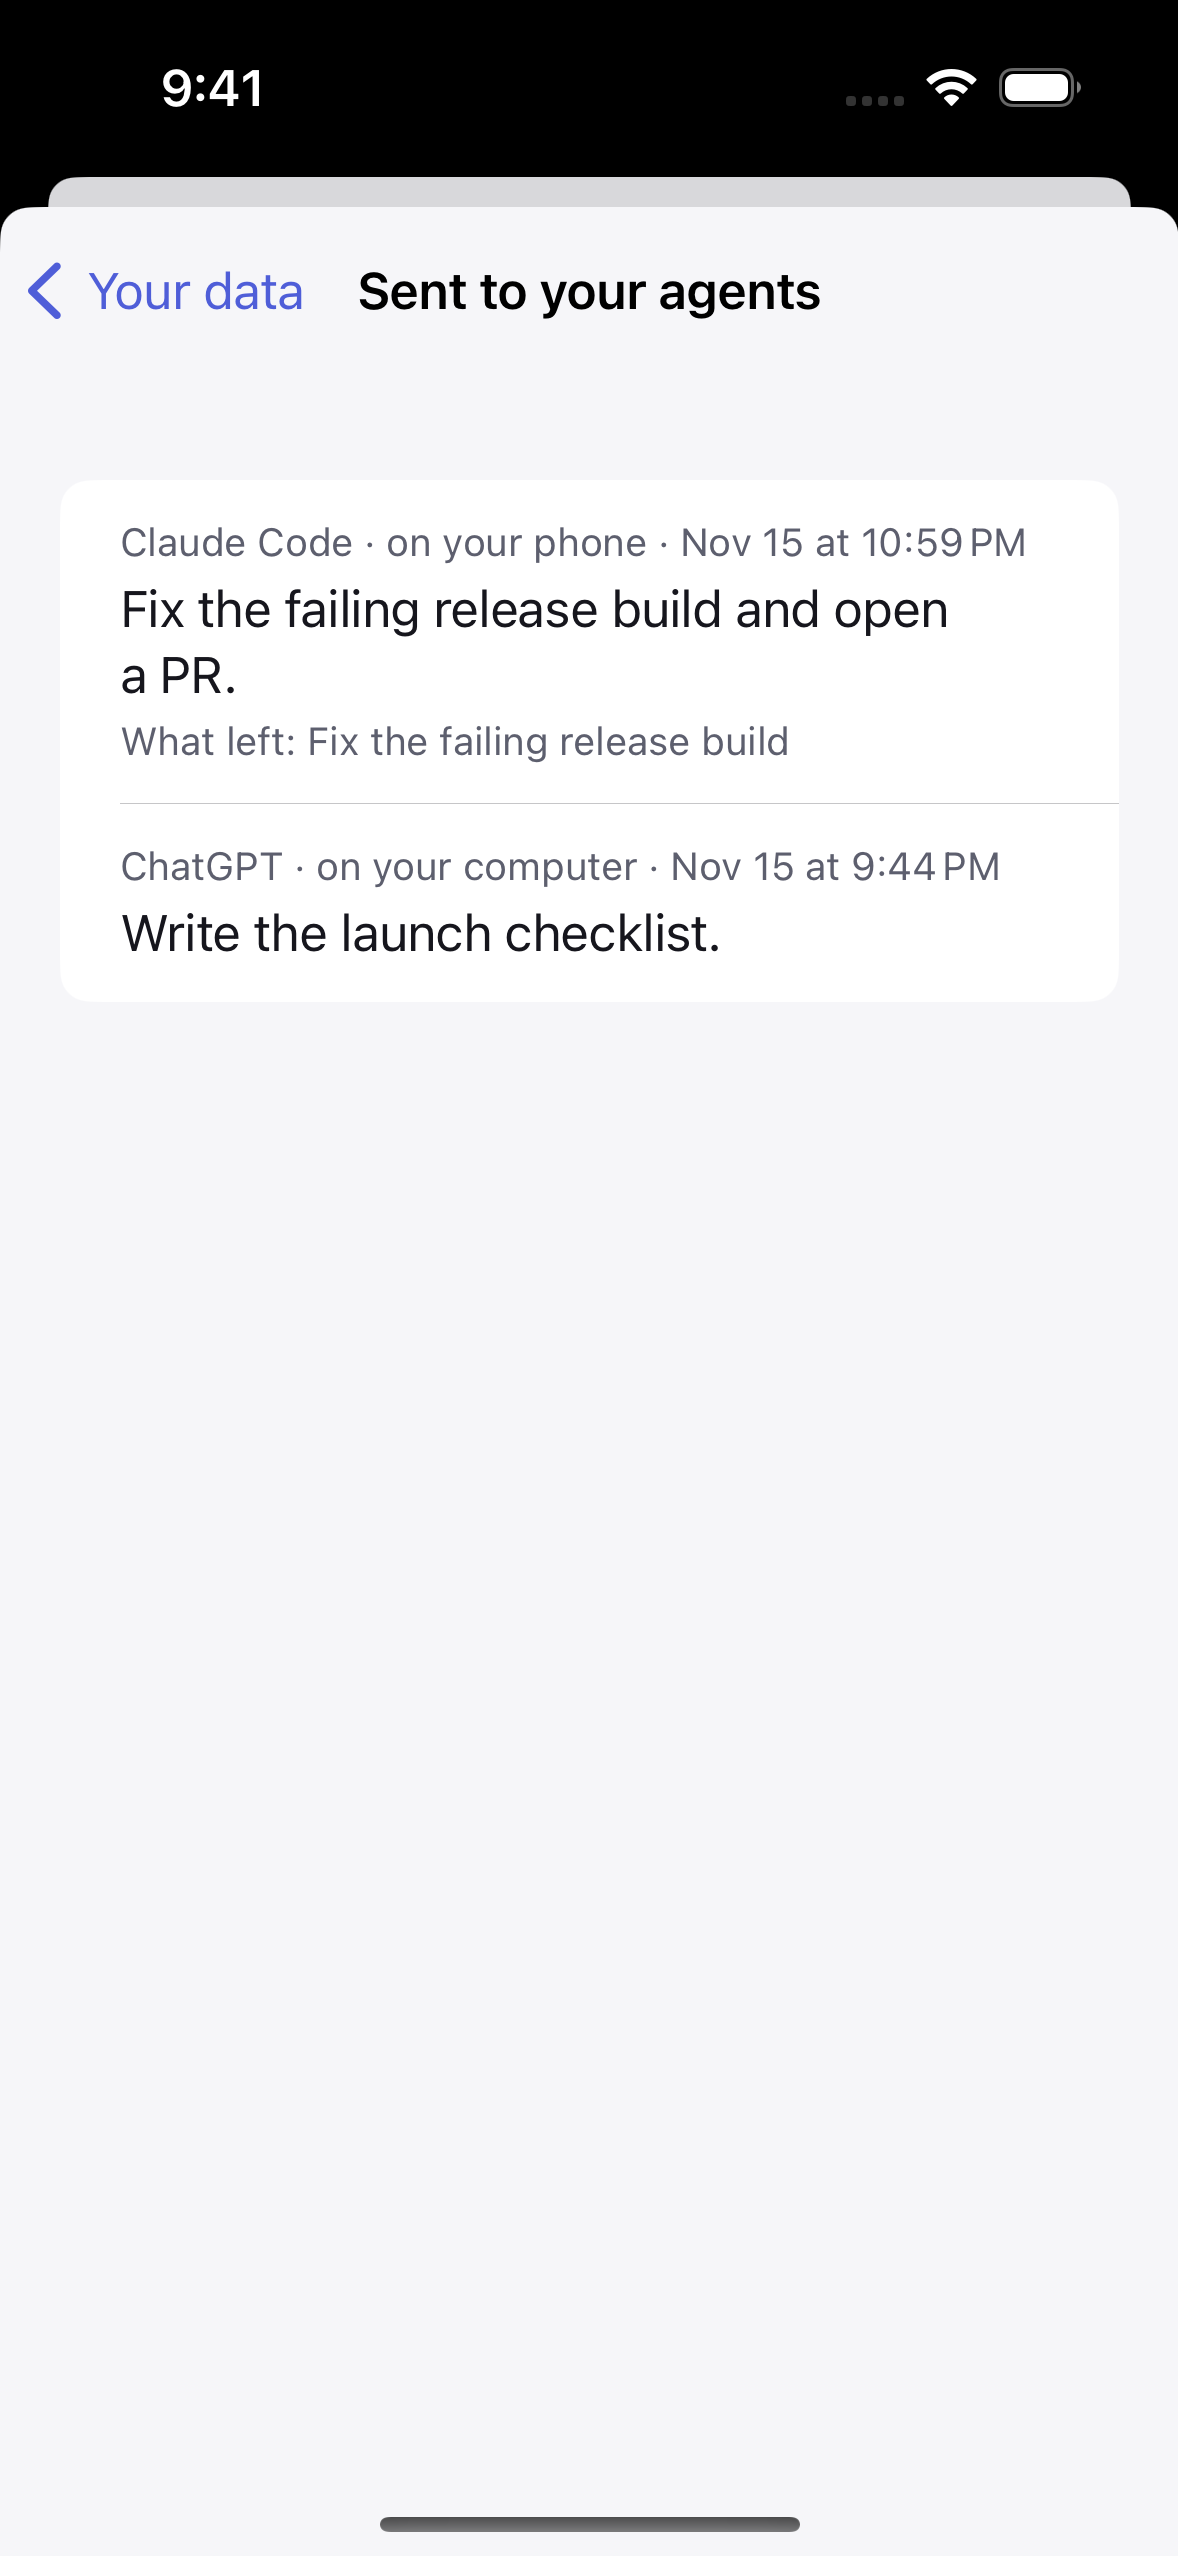 9:41
Your data
Sent to your agents
Claude Code · on your phone · Nov 15 at 10:59 PM
Fix the failing release build and open
a PR.
What left: Fix the failing release build
ChatGPT · on your computer · Nov 15 at 9:44 PM
Write the launch checklist.